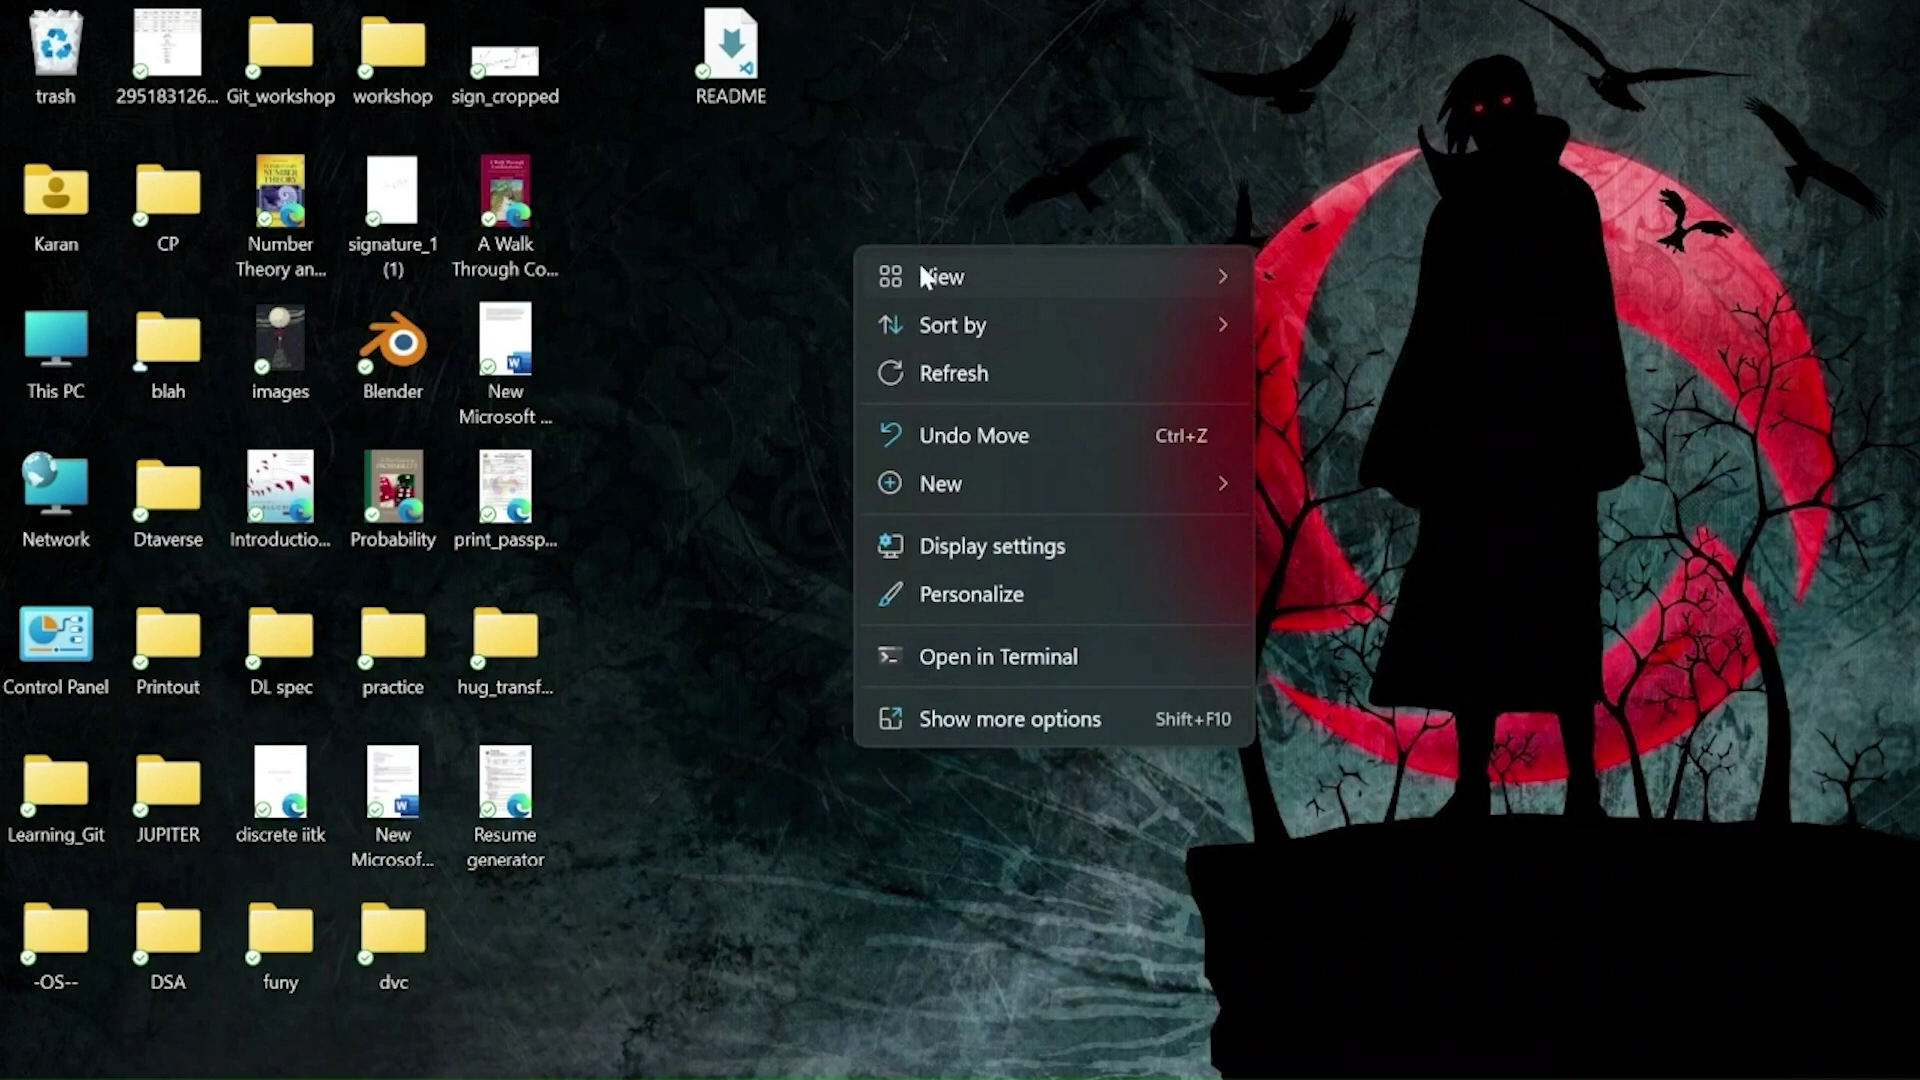 trash
295183126...
Git_workshop
workshop
sign_cropped
README
Karan
CP
Number
Theory an...
signature_1
(1)
A Walk
Through Co...
This PC
blah
images
Blender
New
Microsoft ...
Network
Dtaverse
Introductio...
Probability
print_passp...
Control Panel
Printout
DL spec
practice
hug_transf...
Learning_Git
JUPITER
discrete iitk
New
Microsof...
Resume
generator
-OS--
DSA
funy
dvc
View
Sort by
Refresh
Undo Move Ctrl+Z
New
Display settings
Personalize
Open in Terminal
Show more options Shift+F10